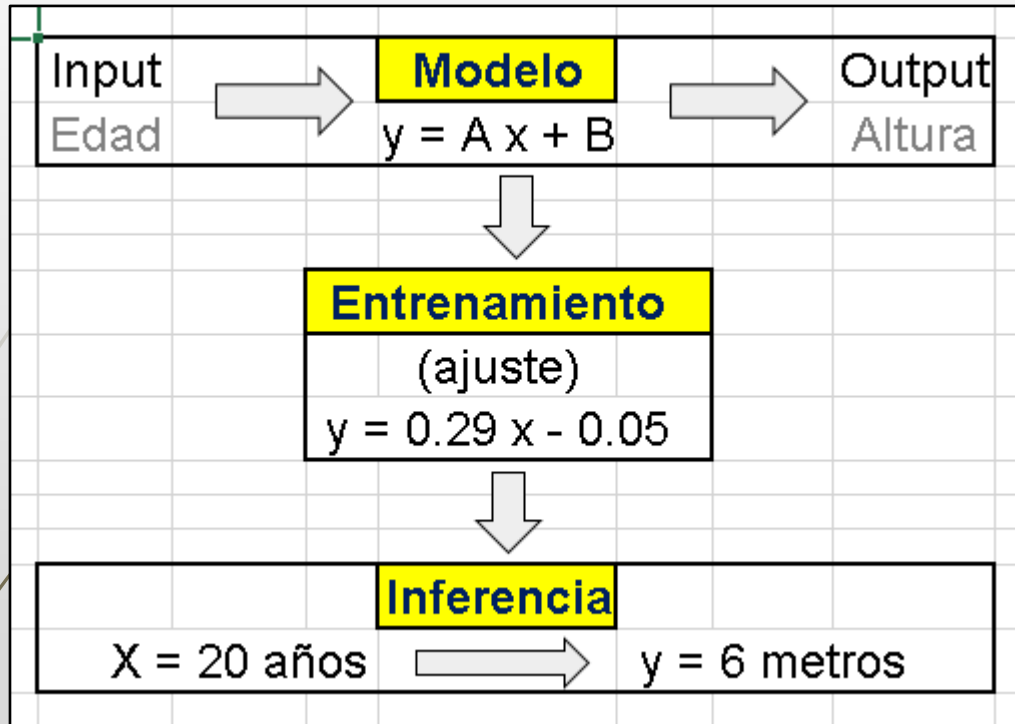 Input Modelo Output
Edad y = A x + B Altura
Entrenamiento
(ajuste)
y = 0.29 x - 0.05
Inferencia
X = 20 años y = 6 metros